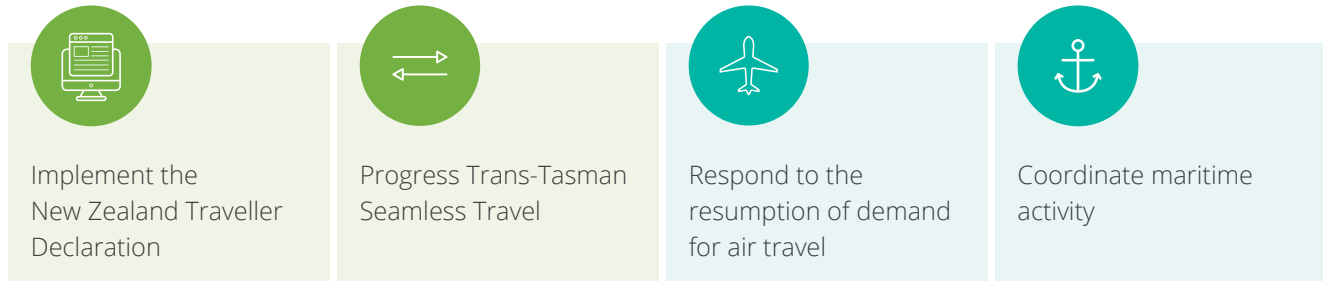 Implement the
New Zealand Traveller
Declaration
Progress Trans-Tasman
Seamless Travel
Respond to the
resumption of demand
for air travel
Coordinate maritime
activity